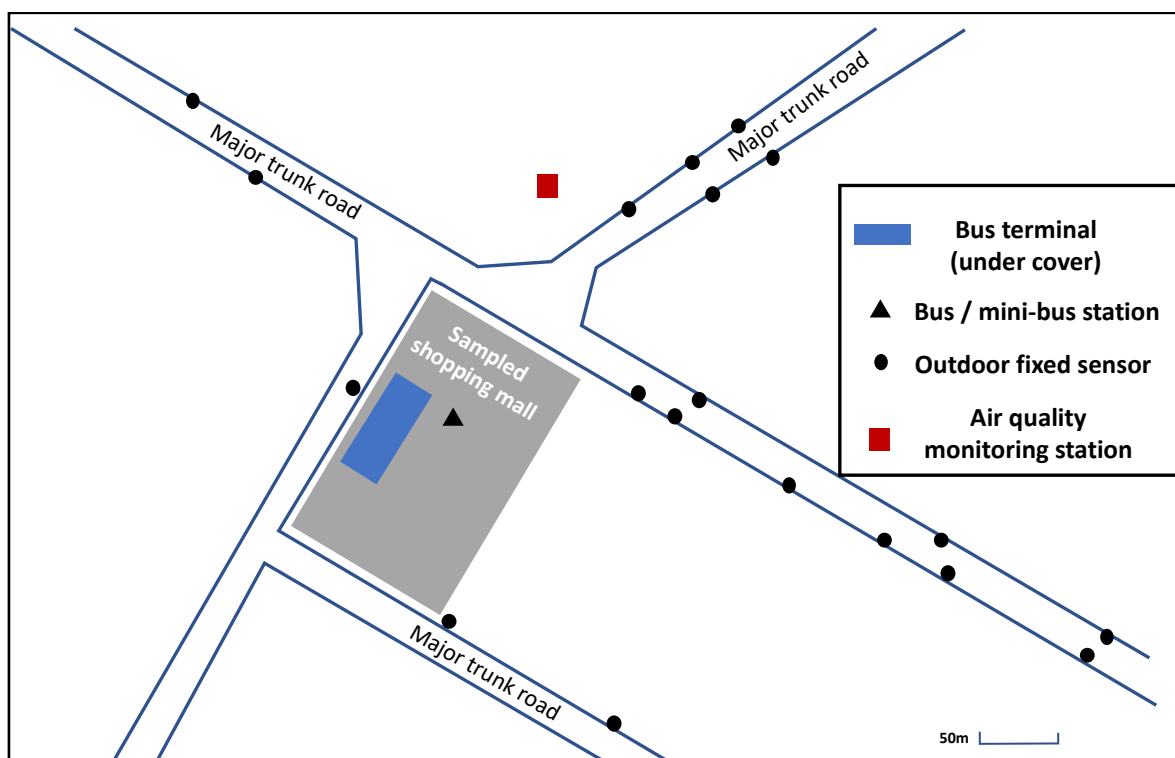 Major trunk road
Major trunk road
Sampled
shopping mall
Major trunk road
Bus terminal
(under cover)
Bus / mini-bus station
Outdoor fixed sensor
Air quality
monitoring station
50m